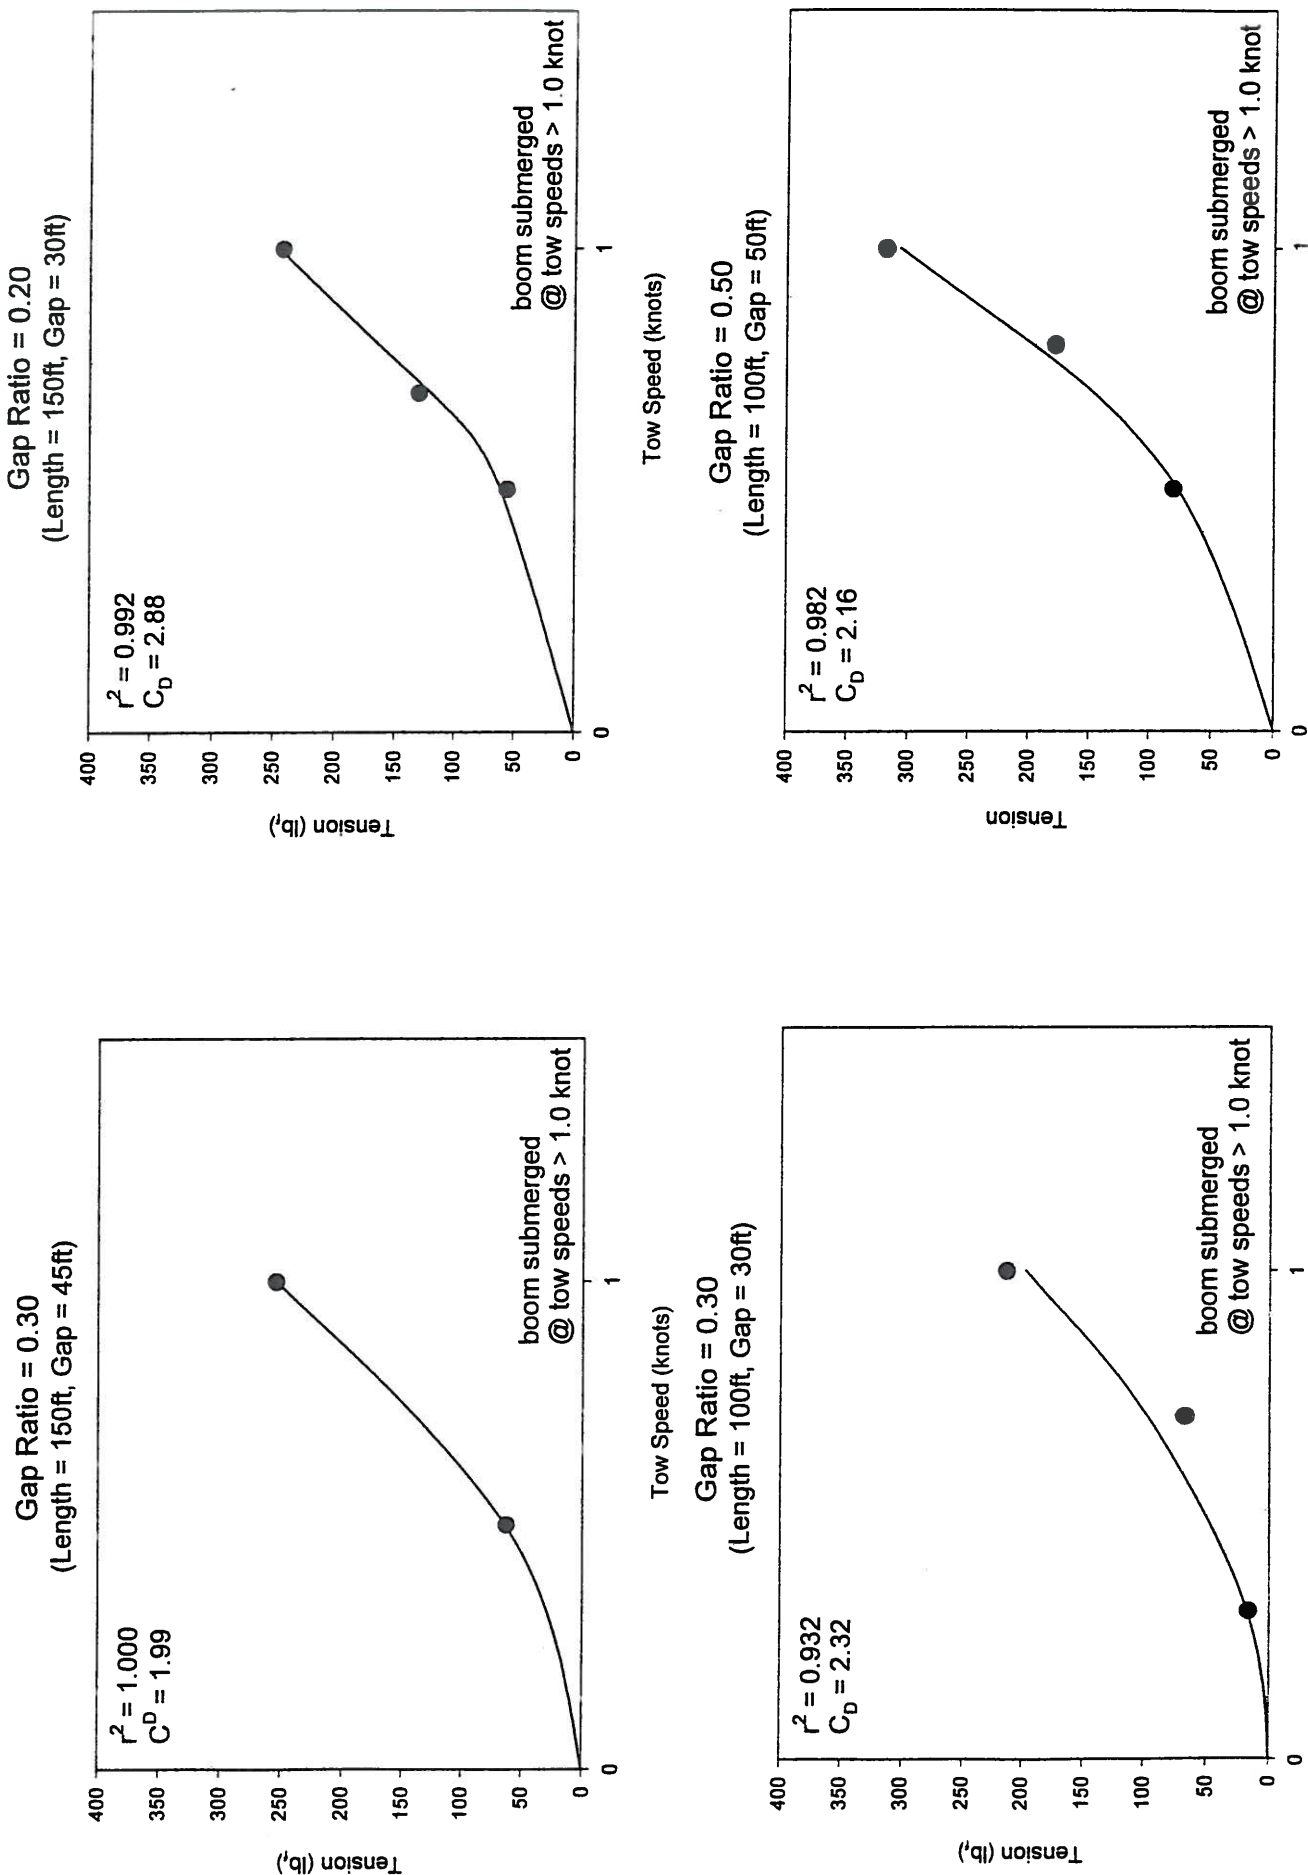 Gap Ratio = 0.30
(Length = 150ft, Gap = 45ft)
r² = 1.000
Cᴰ = 1.99
400
350
300
250
200
150
100
50
0
Tension (lbf)
boom submerged
@ tow speeds > 1.0 knot
0 1
Tow Speed (knots)
Gap Ratio = 0.20
(Length = 150ft, Gap = 30ft)
r² = 0.992
CD = 2.88
400
350
300
250
200
150
100
50
0
Tension (lbf)
boom submerged
@ tow speeds > 1.0 knot
0 1
Tow Speed (knots)
Gap Ratio = 0.30
(Length = 100ft, Gap = 30ft)
r² = 0.932
CD = 2.32
400
350
300
250
200
150
100
50
0
Tension (lbf)
boom submerged
@ tow speeds > 1.0 knot
0 1
Gap Ratio = 0.50
(Length = 100ft, Gap = 50ft)
r² = 0.982
CD = 2.16
400
350
300
250
200
150
100
50
0
Tension
boom submerged
@ tow speeds > 1.0 knot
0 1